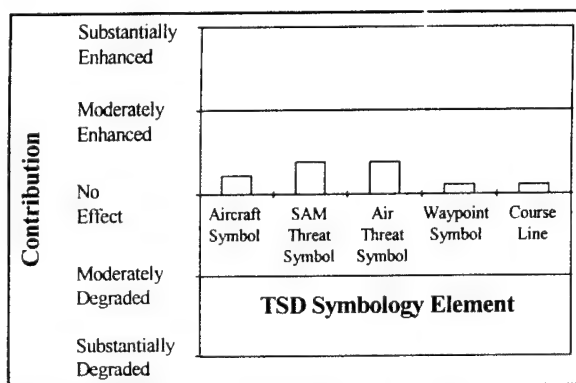 Substantially
Enhanced
Moderately
Enhanced
No
Effect
Moderately
Degraded
Substantially
Degraded
Contribution
Aircraft
Symbol
SAM
Threat
Symbol
Air
Threat
Symbol
Waypoint
Symbol
Course
Line
TSD Symbology Element